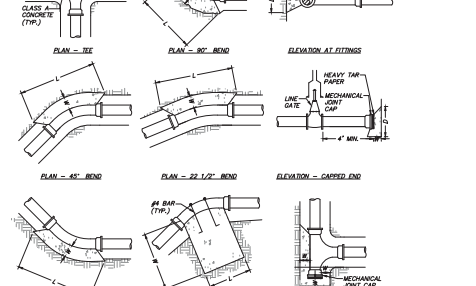 CLASS A
CONCRETE
(TYP.)
PLAN - TEE
PLAN - 90° BEND
ELEVATION AT FITTINGS
L
L
L
HEAVY TAR
PAPER
LINE
GATE
MECHANICAL
JOINT
CAP
W
W
D
4' MIN.
W
PLAN - 45° BEND
PLAN - 22 1/2° BEND
ELEVATION - CAPPED END
#4 BAR
(TYP.)
W
W
W
W
L
L
MECHANICAL
JOINT CAP